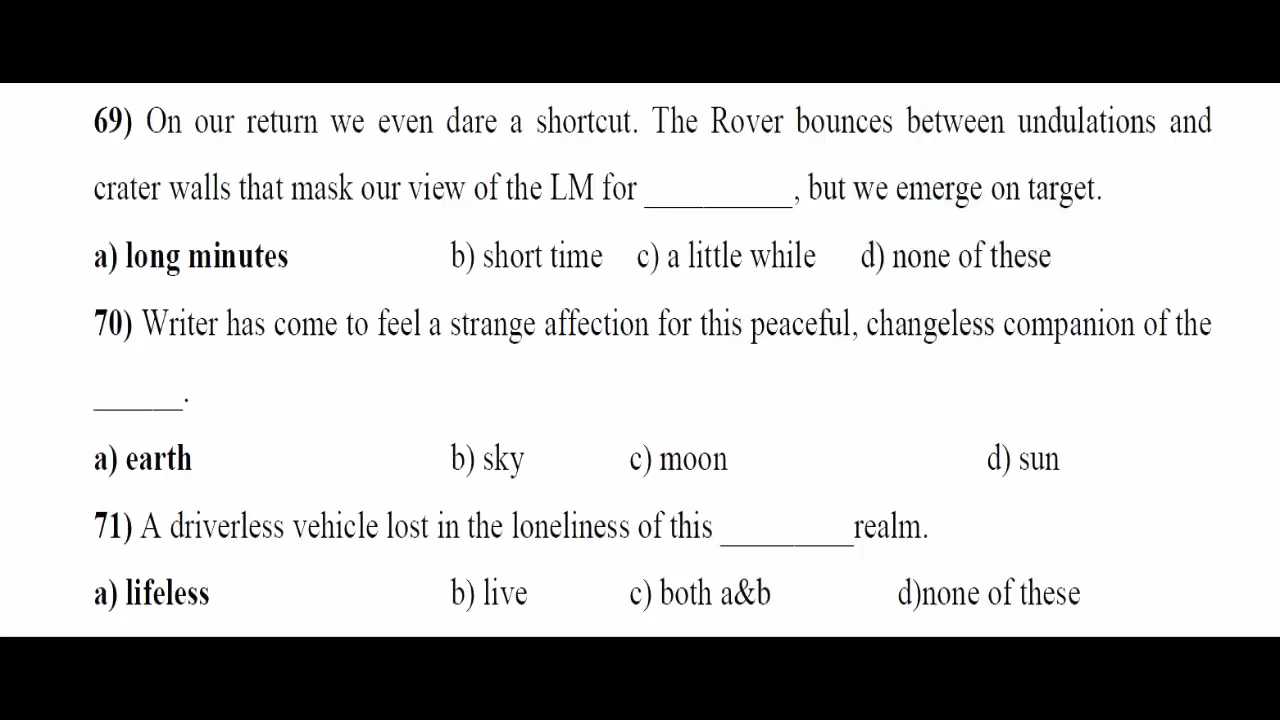 69) On our return we even dare a shortcut. The Rover bounces between undulations and
crater walls that mask our view of the LM for _________, but we emerge on target.
a) long minutes b) short time c) a little while d) none of these
70) Writer has come to feel a strange affection for this peaceful, changeless companion of the
______.
a) earth b) sky c) moon d) sun
71) A driverless vehicle lost in the loneliness of this _________realm.
a) lifeless b) live c) both a&b d)none of these